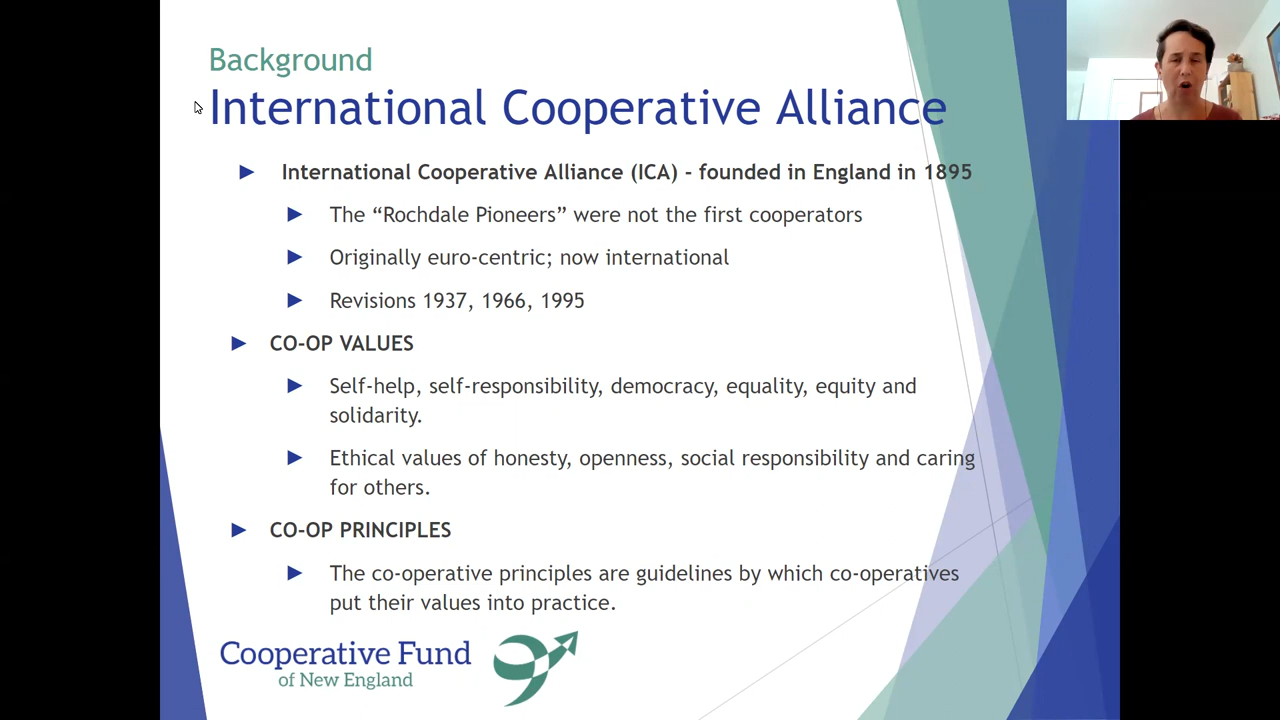 Background
International Cooperative Alliance
International Cooperative Alliance (ICA) - founded in England in 1895
The “Rochdale Pioneers” were not the first cooperators
Originally euro-centric; now international
Revisions 1937, 1966, 1995
CO-OP VALUES
Self-help, self-responsibility, democracy, equality, equity and
solidarity.
Ethical values of honesty, openness, social responsibility and caring
for others.
CO-OP PRINCIPLES
The co-operative principles are guidelines by which co-operatives
put their values into practice.
Cooperative Fund
of New England